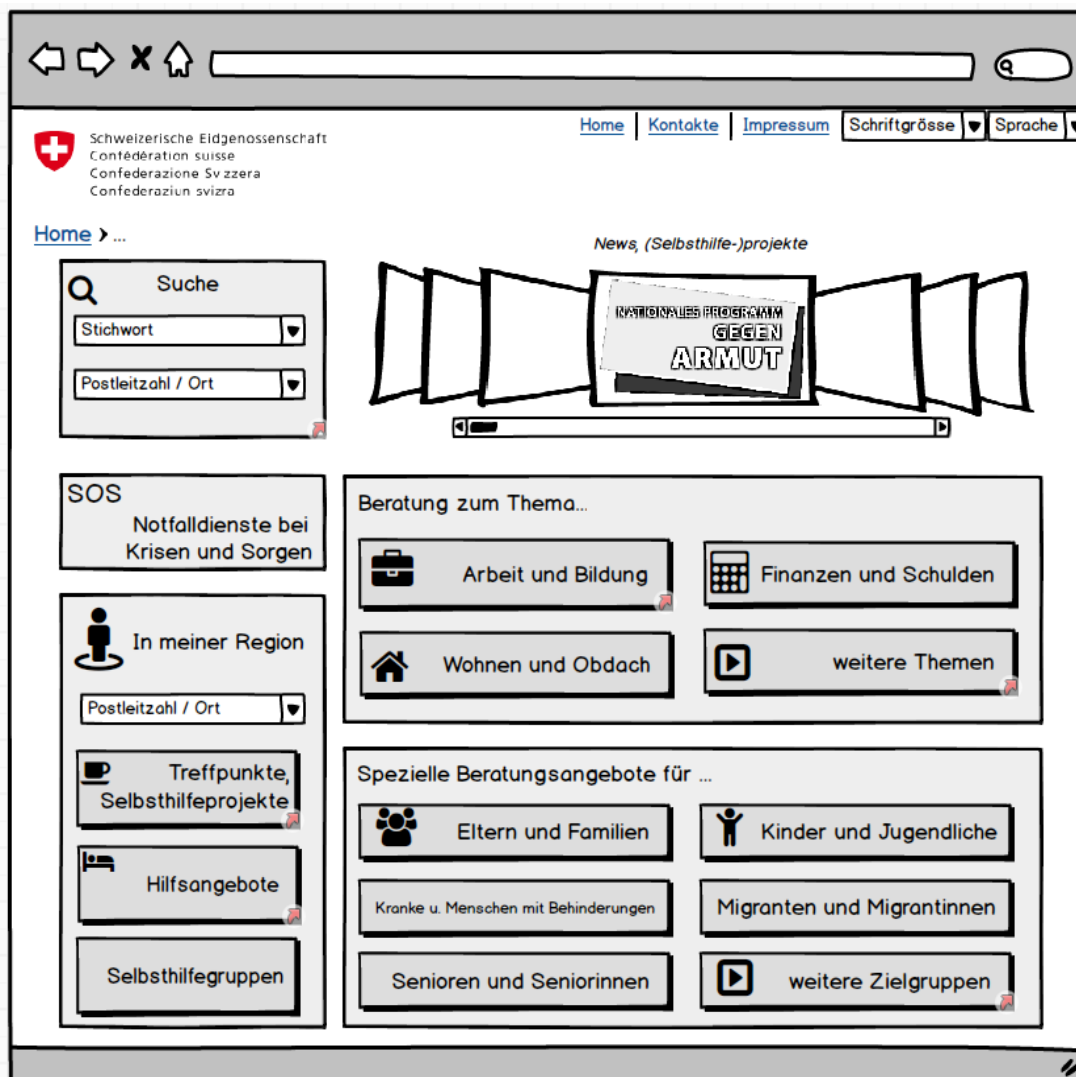 Home | Kontakte | Impressum Schriftgrösse Sprache
Schweizerische Eidgenossenschaft
Confédération suisse
Confederazione Svizzera
Confederaziun svizra
Home > ...
News, (Selbsthilfe-)projekte
Suche
Stichwort
Postleitzahl / Ort
NATIONALES PROGRAMM
GEGEN
ARMUT
SOS
Notfalldienste bei
Krisen und Sorgen
In meiner Region
Postleitzahl / Ort
Treffpunkte,
Selbsthilfeprojekte
Hilfsangebote
Selbsthilfegruppen
Beratung zum Thema...
Arbeit und Bildung
Finanzen und Schulden
Wohnen und Obdach
weitere Themen
Spezielle Beratungsangebote für ...
Eltern und Familien
Kinder und Jugendliche
Kranke u. Menschen mit Behinderungen
Migranten und Migrantinnen
Senioren und Seniorinnen
weitere Zielgruppen